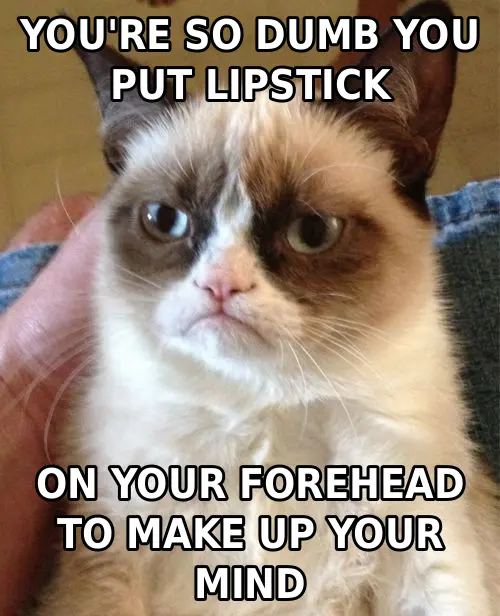 YOU'RE SO DUMB YOU
PUT LIPSTICK
ON YOUR FOREHEAD
TO MAKE UP YOUR
MIND